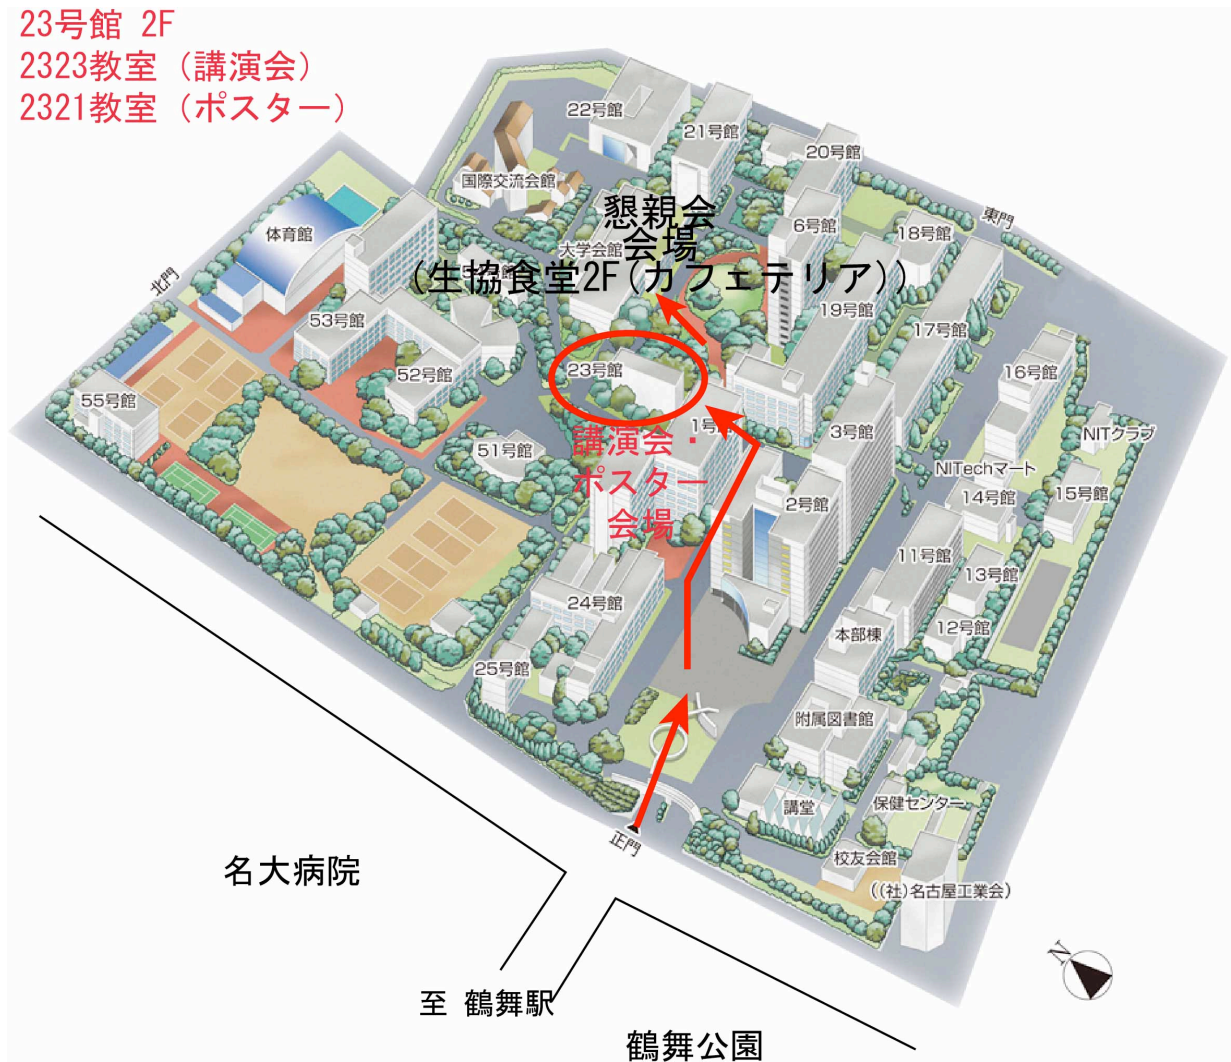 23号館 2F
2323教室（講演会）
2321教室（ポスター）
22号館
21号館
20号館
国際交流会館
懇親会
会場
(生協食堂2F(カフェテリア))
東門
6号館
18号館
大学会館
体育館
北門
53号館
19号館
17号館
23号館
16号館
52号館
55号館
1号館
3号館
NITクラブ
講演会・
ポスター
会場
51号館
NITechマート
2号館
14号館
15号館
11号館
13号館
24号館
12号館
本部棟
25号館
附属図書館
講堂
保健センター
正門
校友会館
((社)名古屋工業会)
名大病院
N
至 鶴舞駅
鶴舞公園